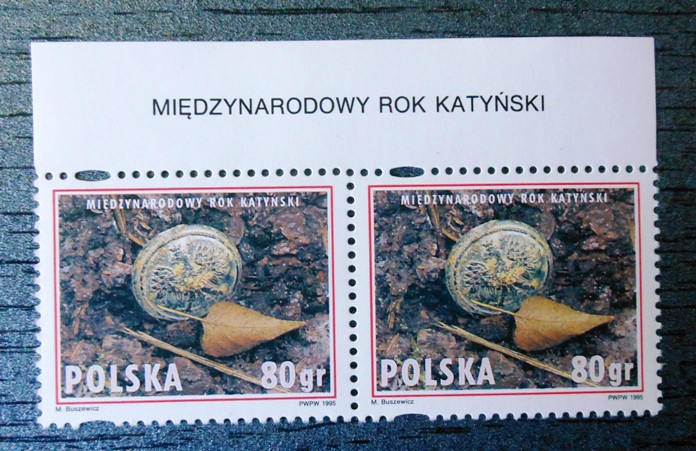 MIĘDZYNARODOWY ROK KATYŃSKI
MIĘDZYNARODOWY ROK KATYŃSKI
POLSKA 80gr
M. Buszewicz PWPW 1995
MIĘDZYNARODOWY ROK KATYŃSKI
POLSKA 80gr
M. Buszewicz PWPW 1995